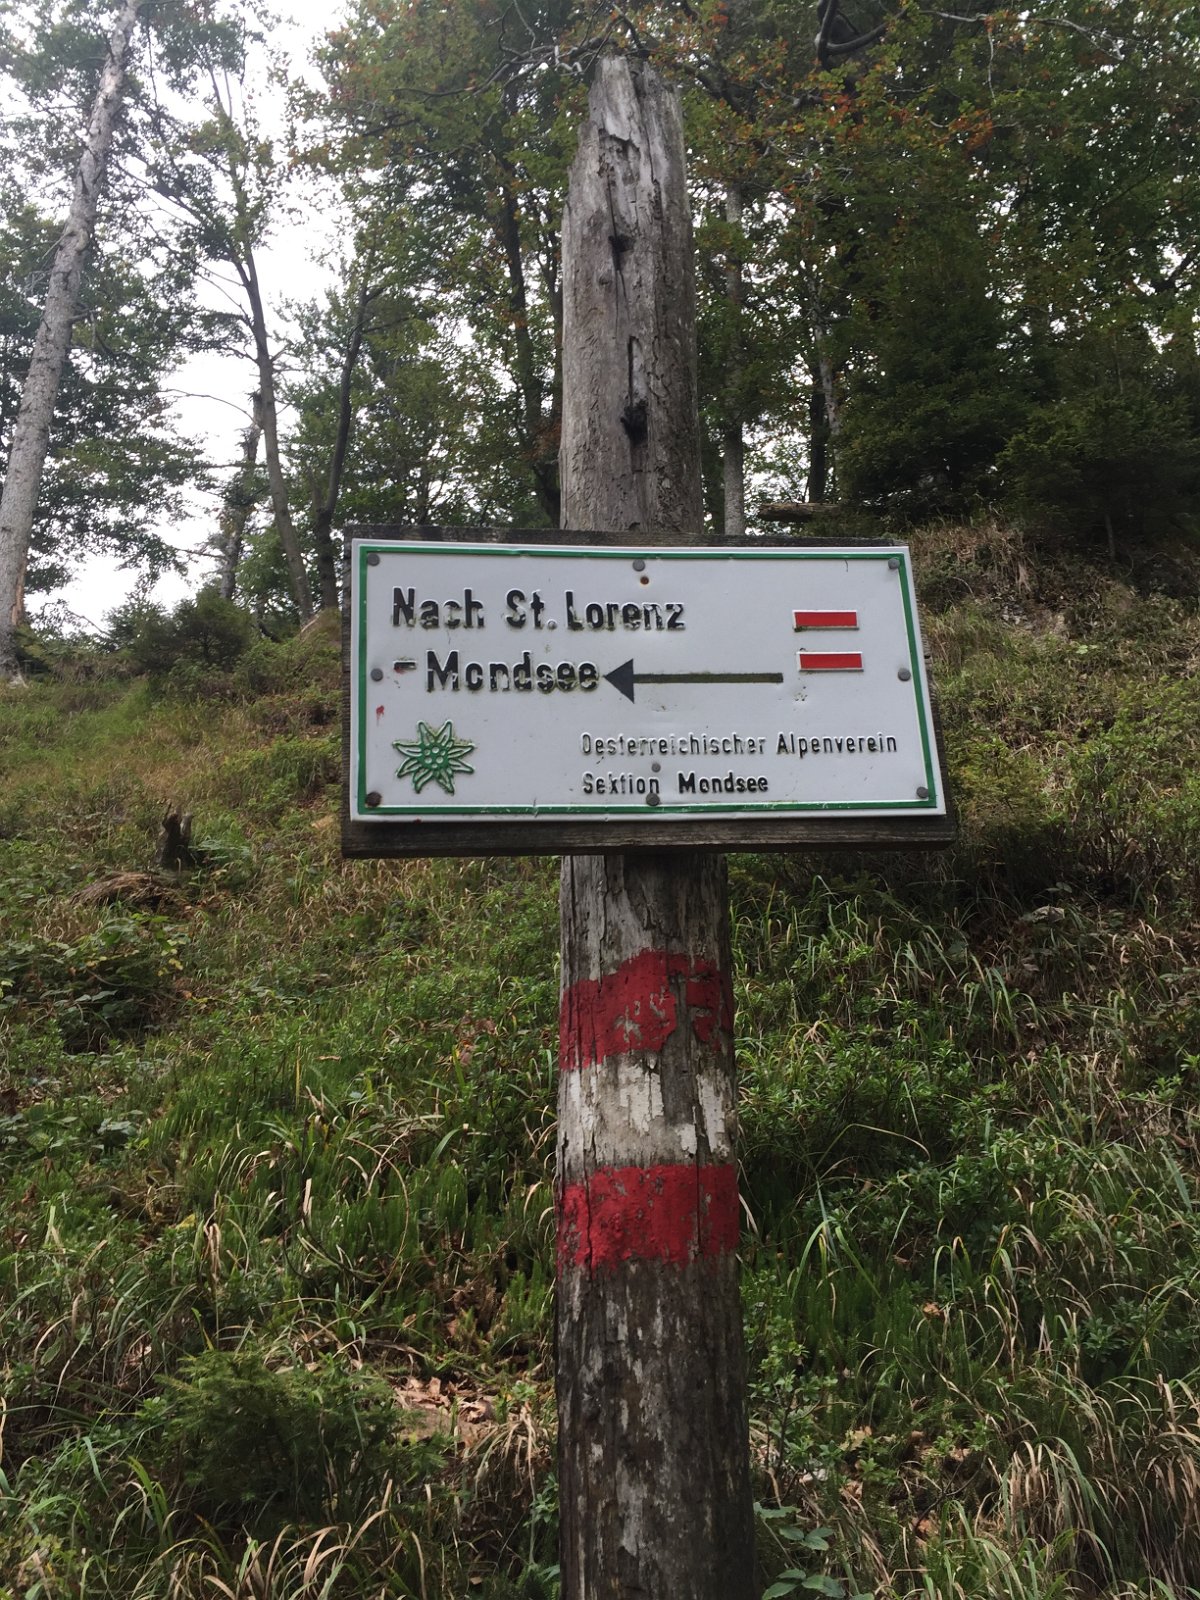 Nach St. Lorenz
- Mondsee
Oesterreichischer Alpenverein
Sektion Mondsee